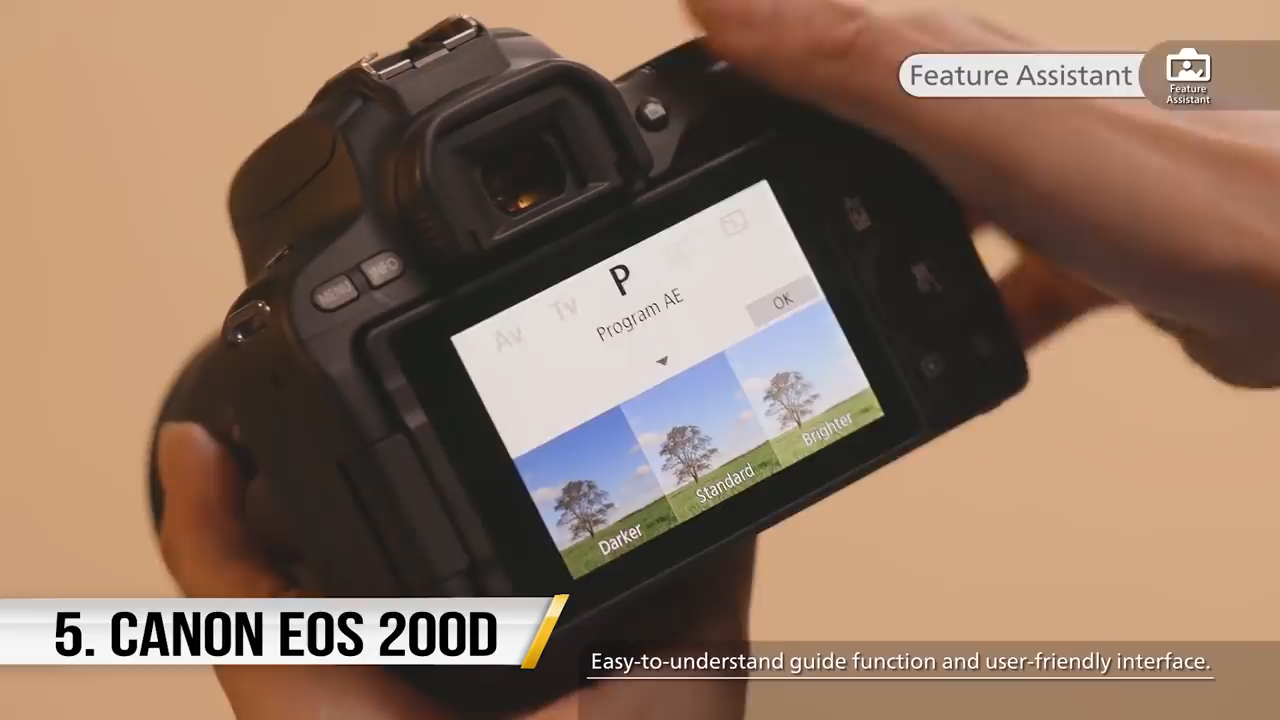 Feature Assistant
Feature
Assistant
MENU
INFO
Av
Tv
P
Program AE
OK
Darker
Standard
Brighter
5. CANON EOS 200D
Easy-to-understand guide function and user-friendly interface.